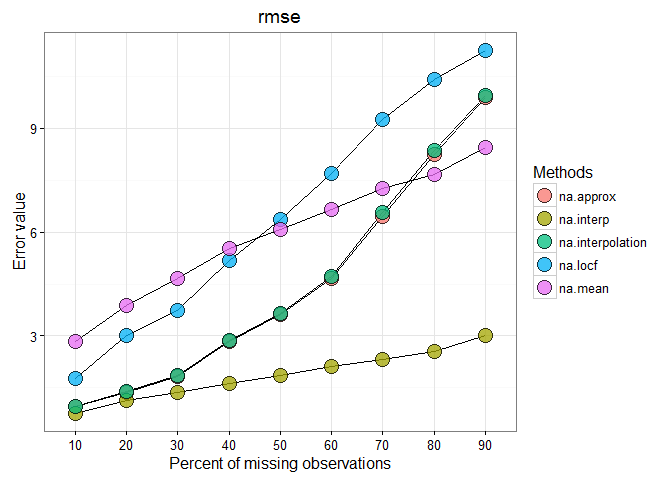 rmse
Error value
9
6
3
10 20 30 40 50 60 70 80 90
Percent of missing observations
Methods
na.approx
na.interp
na.interpolation
na.locf
na.mean